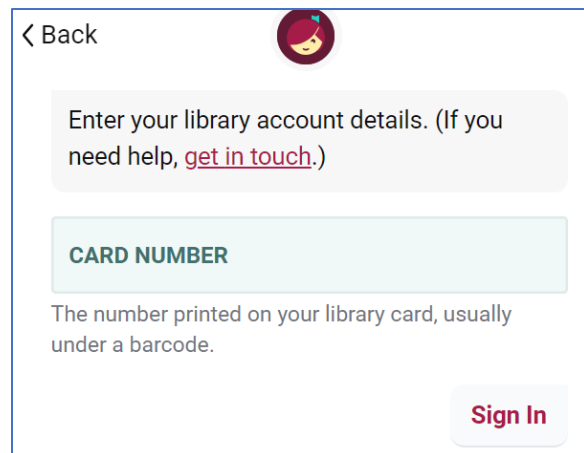 Back
Enter your library account details. (If you
need help, get in touch.)
CARD NUMBER
The number printed on your library card, usually
under a barcode.
Sign In